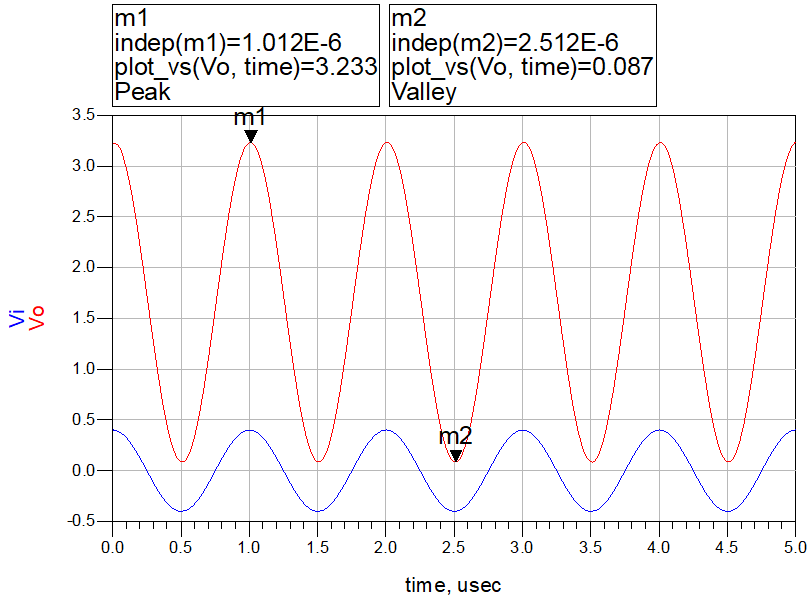 m1
indep(m1)=1.012E-6
plot_vs(Vo, time)=3.233
Peak
m2
indep(m2)=2.512E-6
plot_vs(Vo, time)=0.087
Valley
m1
3.5
3.0
2.5
2.0
1.5
1.0
0.5
0.0
-0.5
Vi
Vo
m2
0.0 0.5 1.0 1.5 2.0 2.5 3.0 3.5 4.0 4.5 5.0
time, usec